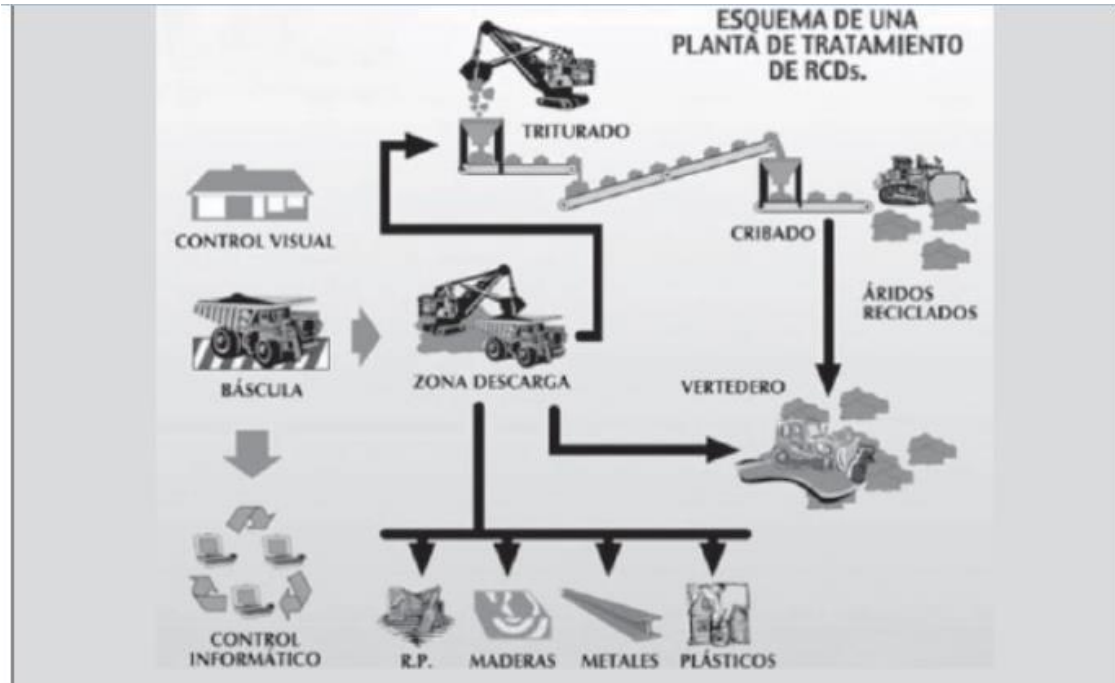 ESQUEMA DE UNA
PLANTA DE TRATAMIENTO
DE RCDs.
TRITURADO
CONTROL VISUAL
CRIBADO
ÁRIDOS
RECICLADOS
BÁSCULA
ZONA DESCARGA
VERTEDERO
CONTROL
INFORMÁTICO
R.P.
MADERAS
METALES
PLÁSTICOS